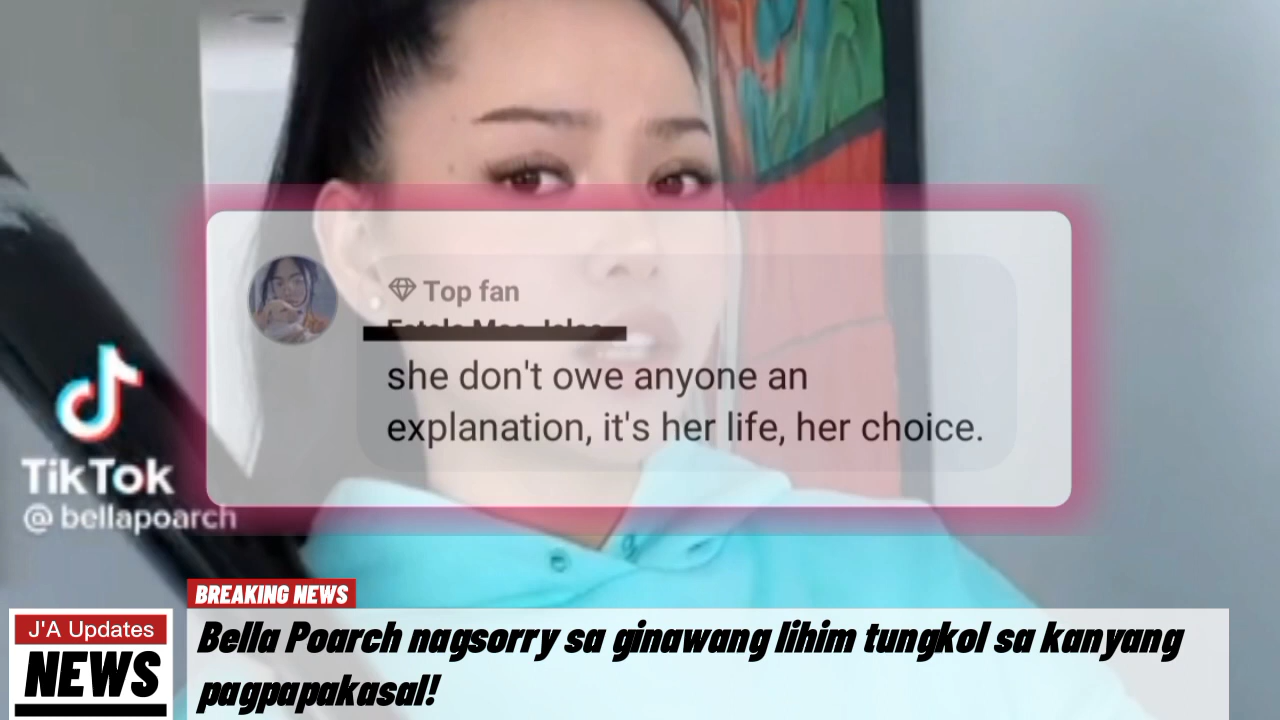 Top fan
she don't owe anyone an
explanation, it's her life, her choice.
TikTok
@bellapoarch
BREAKING NEWS
J'A Updates
NEWS
Bella Poarch nagsorry sa ginawang lihim tungkol sa kanyang
pagpapakasal!